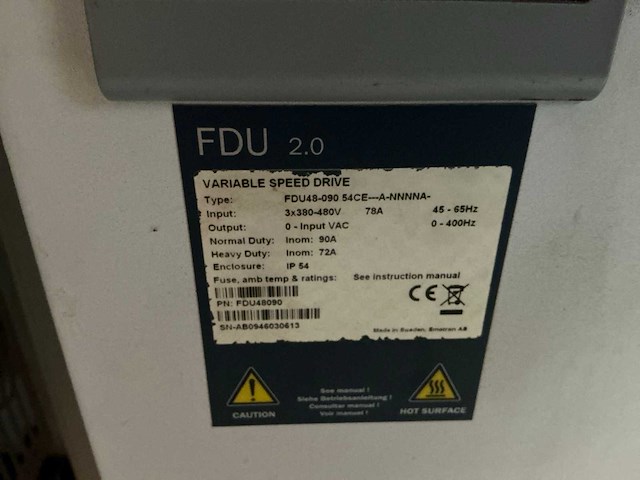 FDU 2.0
VARIABLE SPEED DRIVE
Type: FDU48-090 54CE---A-NNNNA-
Input: 3x380-480V 78A 45 - 65Hz
Output: 0 - Input VAC 0 - 400Hz
Normal Duty: Inom: 90A
Heavy Duty: Inom: 72A
Enclosure: IP 54
Fuse, amb temp & ratings: See instruction manual
PN: FDU48090
CE
SN-AB0946030613
Made in Sweden, Emotron AB
See manual !
Siehe Betriebsanleitung !
Consulter manual !
Voir manuel !
CAUTION
HOT SURFACE